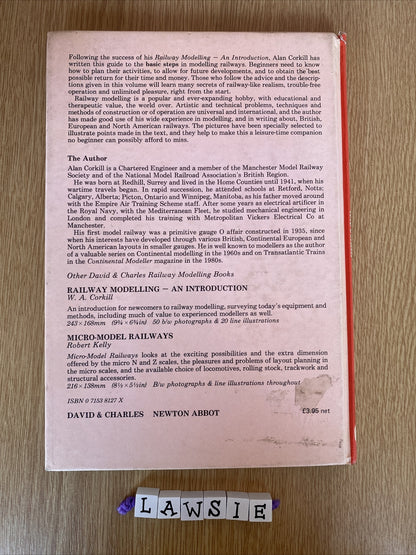 Following the success of his Railway Modelling – An Introduction, Alan Corkill has
written this guide to the basic steps in modelling railways. Beginners need to know
how to plan their activities, to allow for future developments, and to obtain the best
possible return for their time and money. Those who follow the advice and the descrip-
tions given in this volume will learn many secrets of railway-like realism, trouble-free
operation and unlimited pleasure, right from the start.
Railway modelling is a popular and ever-expanding hobby, with educational and
therapeutic value, the world over. Artistic and technical problems, techniques and
methods of construction or of operation are universal and international, and the author
has made good use of his wide experience in modelling, and in writing about, British,
European and North American railways. The pictures have been specially selected to
illustrate points made in the text, and they help to make this a leisure-time companion
no beginner can possibly afford to miss.
The Author
Alan Corkill is a Chartered Engineer and a member of the Manchester Model Railway
Society and of the National Model Railroad Association's British Region.
He was born at Redhill, Surrey and lived in the Home Counties until 1941, when his
wartime travels began. In rapid succession, he attended schools at Retford, Notts;
Calgary, Alberta; Picton, Ontario and Winnipeg, Manitoba, as his father moved around
with the Empire Air Training Scheme staff. After some years as electrical artificer in
the Royal Navy, with the Mediterranean Fleet, he studied mechanical engineering in
London and completed his training with Metropolitan Vickers Electrical Co at
Manchester.
His first model railway was a primitive gauge O affair constructed in 1935, since
when his interests have developed through various British, Continental European and
North American layouts in smaller gauges. He is well known to modellers as the author
of a valuable series on Continental modelling in the 1960s and on Transatlantic Trains
in the Continental Modeller magazine in the 1980s.
Other David & Charles Railway Modelling Books
RAILWAY MODELLING – AN INTRODUCTION
W. A. Corkill
An introduction for newcomers to railway modelling, surveying today's equipment and
methods, including much of value to experienced modellers as well.
243×168mm (9¾ × 6¾in) 50 b/w photographs & 20 line illustrations
MICRO-MODEL RAILWAYS
Robert Kelly
Micro-Model Railways looks at the exciting possibilities and the extra dimension
offered by the micro N and Z scales, the pleasures and problems of layout planning in
the micro scales, and the available choice of locomotives, rolling stock, trackwork and
structural accessories.
216×138mm (8½×5½in) B/w photographs & line illustrations throughout
ISBN 0 7153 8127 X
£3.95 net
DAVID & CHARLES NEWTON ABBOT
LAWSIE